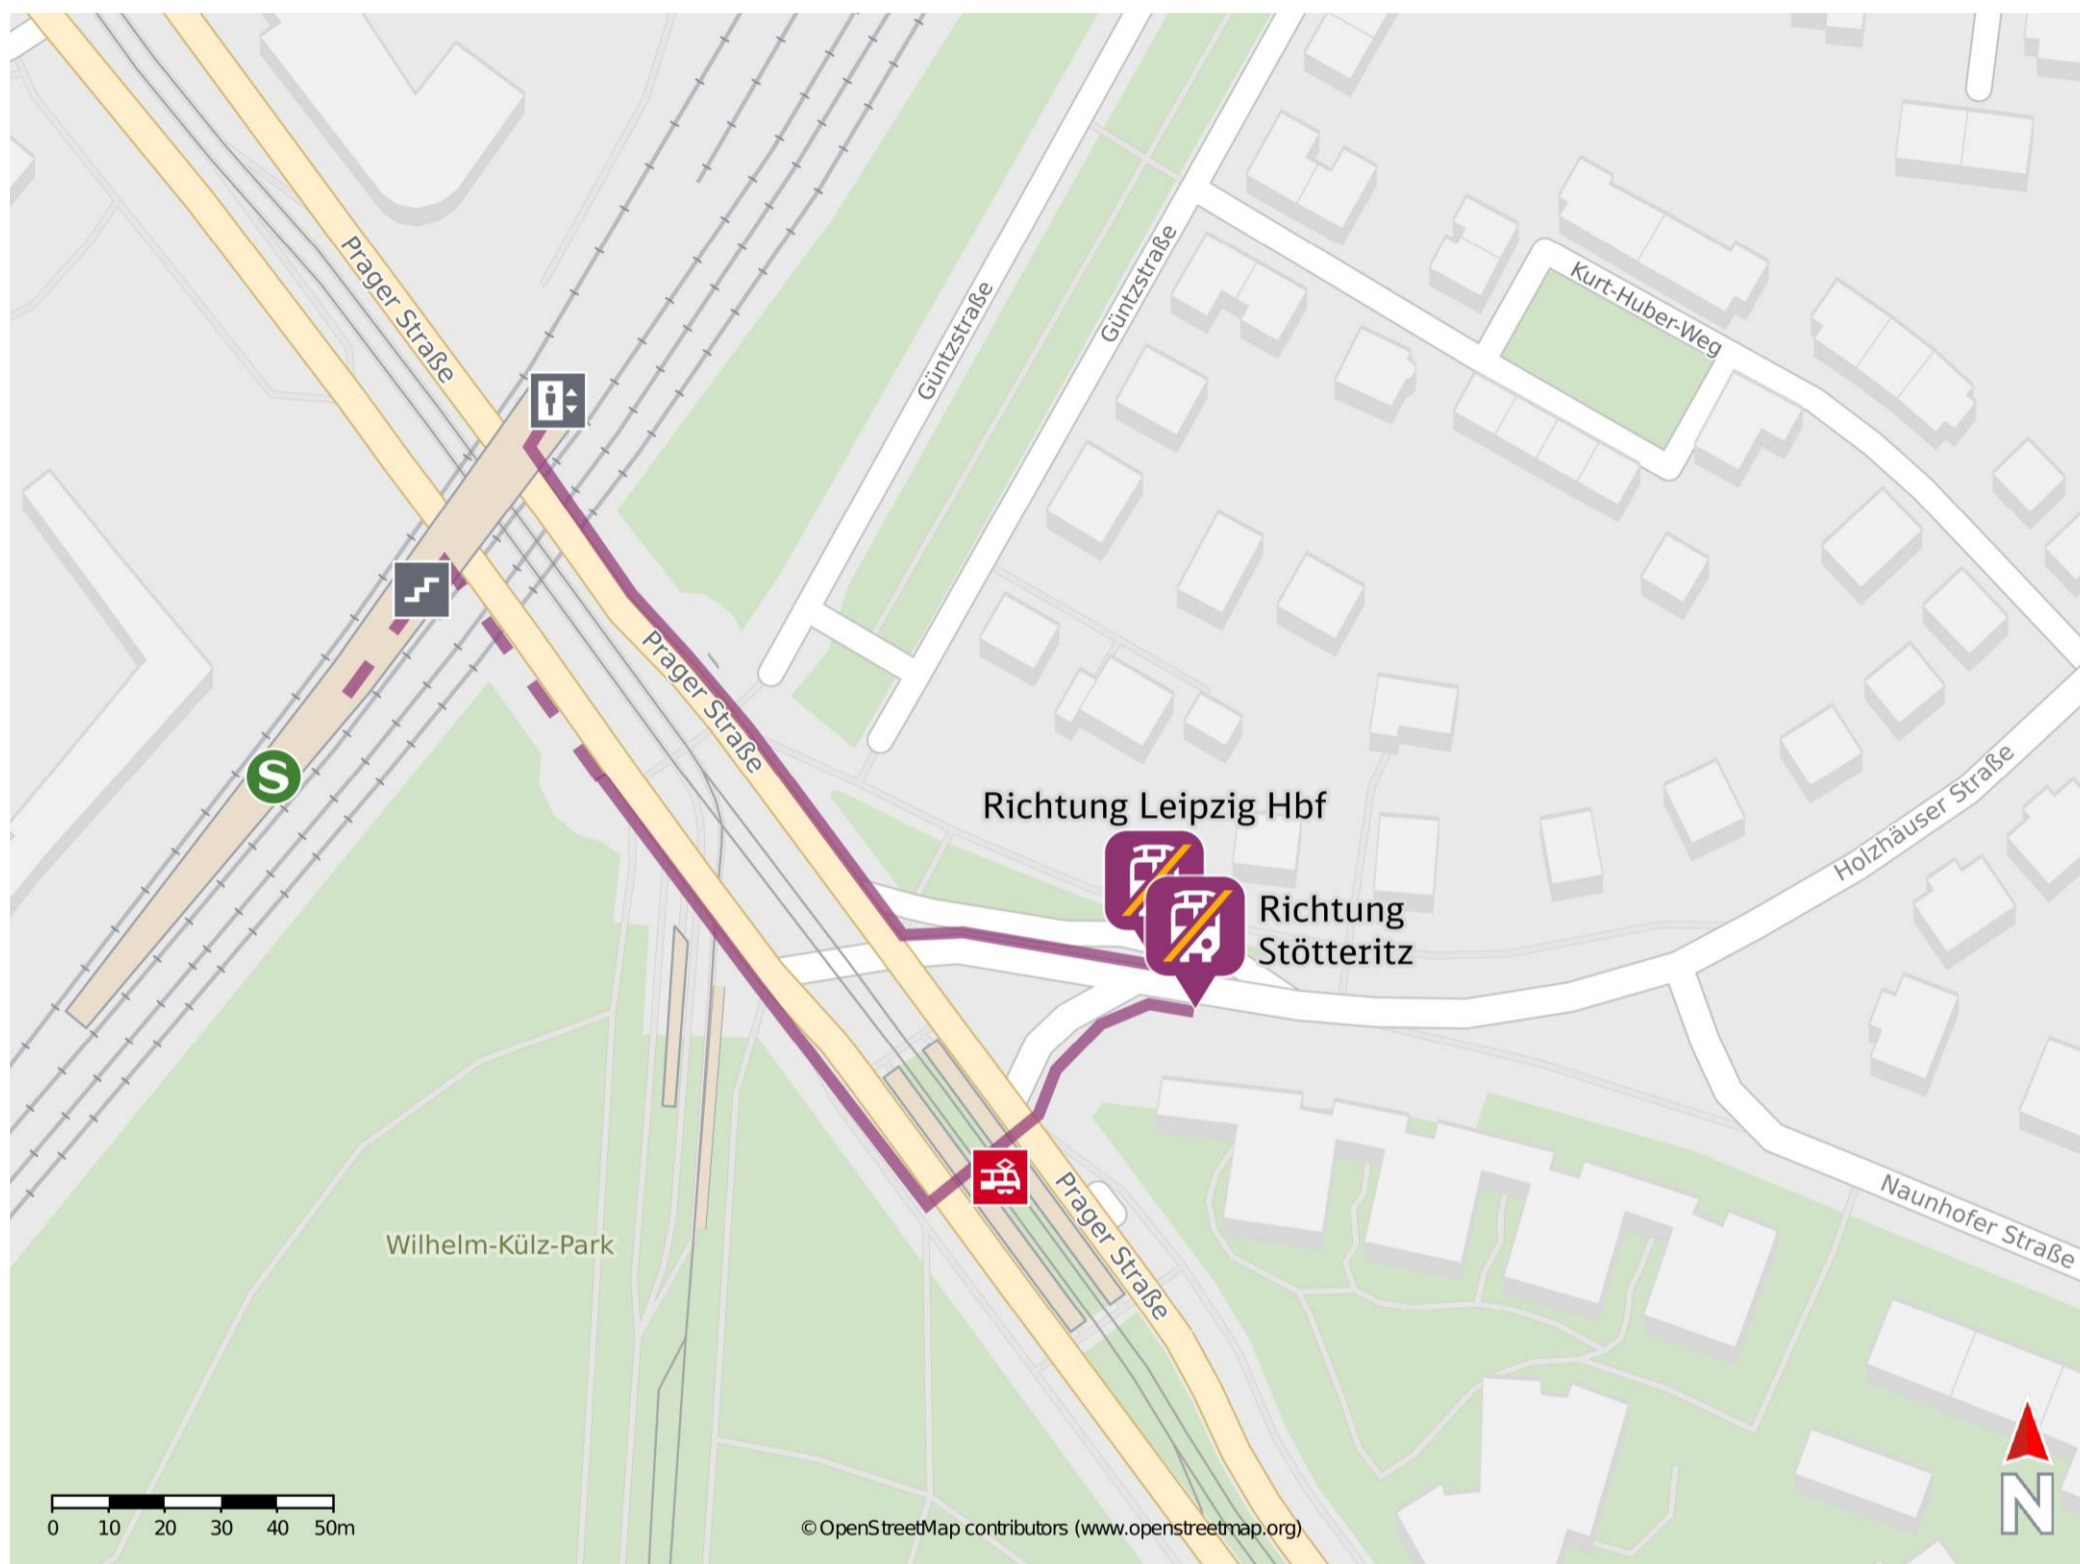 Prager Straße
Güntzstraße
Güntzstraße
Kurt-Huber-Weg
Prager Straße
S
Richtung Leipzig Hbf
Richtung
Stötteritz
Holzhäuser Straße
Prager Straße
Naunhofer Straße
Wilhelm-Külz-Park
N
0 10 20 30 40 50m
© OpenStreetMap contributors (www.openstreetmap.org)